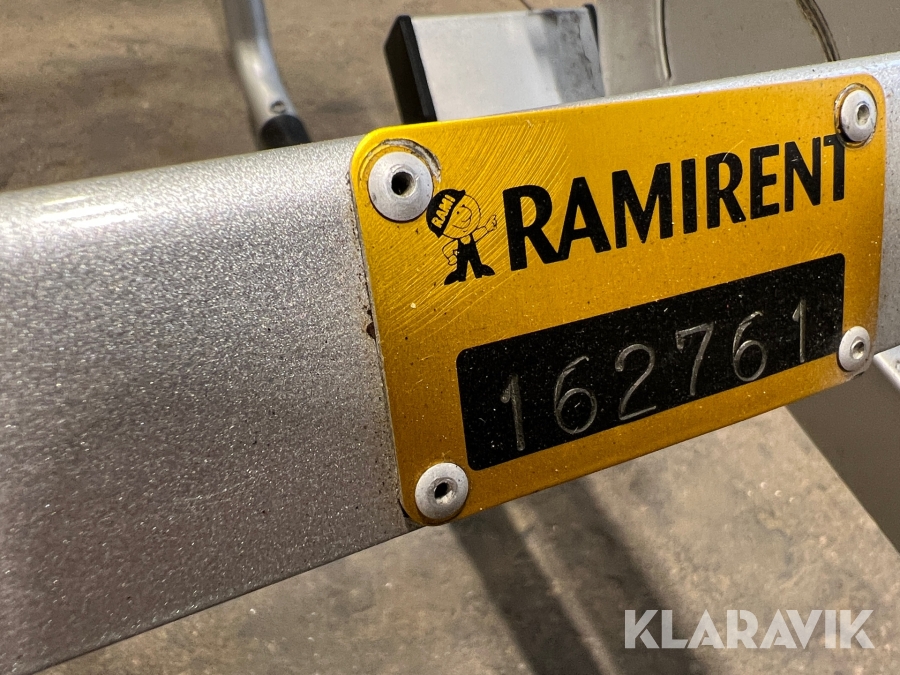 RAMI
RAMIRENT
162761
KLARAVIK